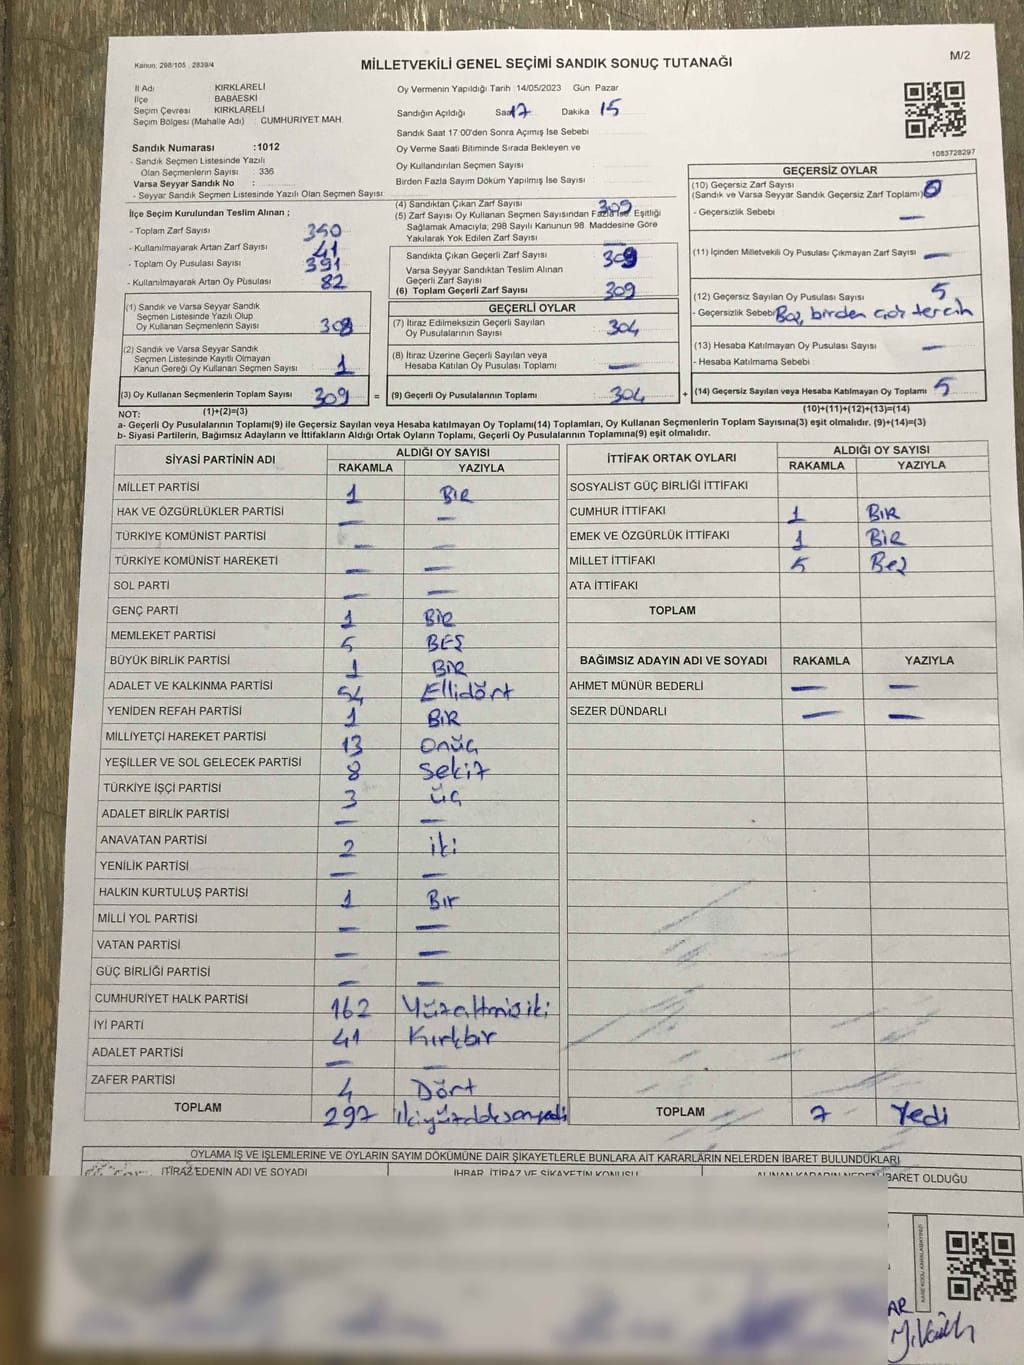 Kanun; 298/105 , 2839/4
MİLLETVEKİLİ GENEL SEÇİMİ SANDIK SONUÇ TUTANAĞI
M/2
İl Adı KIRKLARELİ
İlçe BABAESKİ
Seçim Çevresi KIRKLARELİ
Seçim Bölgesi (Mahalle Adı) : CUMHURİYET MAH.
Sandık Numarası :1012
- Sandık Seçmen Listesinde Yazılı
Olan Seçmenlerin Sayısı : 336
Varsa Seyyar Sandık No :
- Seyyar Sandık Seçmen Listesinde Yazılı Olan Seçmen Sayısı:
Oy Vermenin Yapıldığı Tarih :14/05/2023 Gün Pazar
Sandığın Açıldığı Saat 17 Dakika 15
Sandık Saat 17:00'den Sonra Açılmış İse Sebebi
Oy Verme Saati Bitiminde Sırada Bekleyen ve
Oy Kullandırılan Seçmen Sayısı
Birden Fazla Sayım Döküm Yapılmış İse Sayısı
1083728297
İlçe Seçim Kurulundan Teslim Alınan ;
- Toplam Zarf Sayısı 350
- Kullanılmayarak Artan Zarf Sayısı 41
- Toplam Oy Pusulası Sayısı 391
- Kullanılmayarak Artan Oy Pusulası 82
(1) Sandık ve Varsa Seyyar Sandık
Seçmen Listesinde Yazılı Olup
Oy Kullanan Seçmenlerin Sayısı 308
(2) Sandık ve Varsa Seyyar Sandık
Seçmen Listesinde Kayıtlı Olmayan
Kanun Gereği Oy Kullanan Seçmen Sayısı 1
(3) Oy Kullanan Seçmenlerin Toplam Sayısı 309 =
(4) Sandıktan Çıkan Zarf Sayısı 309
(5) Zarf Sayısı Oy Kullanan Seçmen Sayısından Fazla İse, Eşitliği
Sağlamak Amacıyla; 298 Sayılı Kanunun 98. Maddesine Göre
Yakılarak Yok Edilen Zarf Sayısı
Sandıkta Çıkan Geçerli Zarf Sayısı 309
Varsa Seyyar Sandıktan Teslim Alınan
Geçerli Zarf Sayısı
(6) Toplam Geçerli Zarf Sayısı 309
GEÇERLİ OYLAR
(7) İtiraz Edilmeksizin Geçerli Sayılan
Oy Pusulalarının Sayısı 304
(8) İtiraz Üzerine Geçerli Sayılan veya
Hesaba Katılan Oy Pusulası Toplamı —
(9) Geçerli Oy Pusulalarının Toplamı 304 +
GEÇERSİZ OYLAR
(10) Geçersiz Zarf Sayısı
(Sandık ve Varsa Seyyar Sandık Geçersiz Zarf Toplamı) 0
- Geçersizlik Sebebi —
(11) İçinden Milletvekili Oy Pusulası Çıkmayan Zarf Sayısı —
(12) Geçersiz Sayılan Oy Pusulası Sayısı 5
- Geçersizlik Sebebi Boş, birden çok tercih
(13) Hesaba Katılmayan Oy Pusulası Sayısı —
- Hesaba Katılmama Sebebi
(14) Geçersiz Sayılan veya Hesaba Katılmayan Oy Toplamı 5
NOT: (1)+(2)=(3) (10)+(11)+(12)+(13)=(14)
a- Geçerli Oy Pusulalarının Toplamı(9) ile Geçersiz Sayılan veya Hesaba katılmayan Oy Toplamı(14) Toplamları, Oy Kullanan Seçmenlerin Toplam Sayısına(3) eşit olmalıdır. (9)+(14)=(3)
b- Siyasi Partilerin, Bağımsız Adayların ve İttifakların Aldığı Ortak Oyların Toplamı, Geçerli Oy Pusulalarının Toplamına(9) eşit olmalıdır.
SİYASİ PARTİNİN ADI ALDIĞI OY SAYISI
RAKAMLA YAZIYLA
MİLLET PARTİSİ 1 BİR
HAK VE ÖZGÜRLÜKLER PARTİSİ — —
TÜRKİYE KOMÜNİST PARTİSİ — —
TÜRKİYE KOMÜNİST HAREKETİ — —
SOL PARTİ — —
GENÇ PARTİ 1 BİR
MEMLEKET PARTİSİ 5 BEŞ
BÜYÜK BİRLİK PARTİSİ 1 BİR
ADALET VE KALKINMA PARTİSİ 54 Ellidört
YENİDEN REFAH PARTİSİ 1 BİR
MİLLİYETÇİ HAREKET PARTİSİ 13 Onüç
YEŞİLLER VE SOL GELECEK PARTİSİ 8 Sekiz
TÜRKİYE İŞÇİ PARTİSİ 3 üç
ADALET BİRLİK PARTİSİ — —
ANAVATAN PARTİSİ 2 iki
YENİLİK PARTİSİ — —
HALKIN KURTULUŞ PARTİSİ 1 Bir
MİLLİ YOL PARTİSİ — —
VATAN PARTİSİ — —
GÜÇ BİRLİĞİ PARTİSİ — —
CUMHURİYET HALK PARTİSİ 162 Yüzaltmışiki
İYİ PARTİ 41 Kırkbir
ADALET PARTİSİ — —
ZAFER PARTİSİ 4 Dört
TOPLAM 297 İkiyüzdoksanyedi
İTTİFAK ORTAK OYLARI ALDIĞI OY SAYISI
RAKAMLA YAZIYLA
SOSYALİST GÜÇ BİRLİĞİ İTTİFAKI
CUMHUR İTTİFAKI 1 BİR
EMEK VE ÖZGÜRLÜK İTTİFAKI 1 BİR
MİLLET İTTİFAKI 5 Beş
ATA İTTİFAKI
TOPLAM
BAĞIMSIZ ADAYIN ADI VE SOYADI RAKAMLA YAZIYLA
AHMET MÜNÜR BEDERLİ — —
SEZER DÜNDARLI — —
TOPLAM 7 Yedi
OYLAMA İŞ VE İŞLEMLERİNE VE OYLARIN SAYIM DÖKÜMÜNE DAİR ŞİKAYETLERLE BUNLARA AİT KARARLARIN NELERDEN İBARET BULUNDUKLARI
İTİRAZ EDENİN ADI VE SOYADI İHBAR, İTİRAZ VE ŞİKAYETİN KONUSU ALINAN KARARIN NEDEN İBARET OLDUĞU